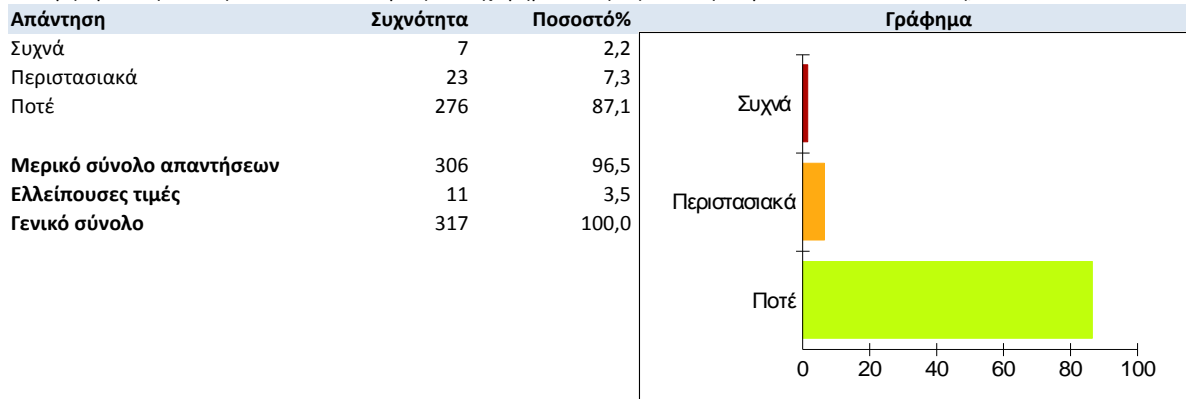 Απάντηση Συχνότητα Ποσοστό% Γράφημα
Συχνά 7 2,2
Περιστασιακά 23 7,3
Ποτέ 276 87,1
Μερικό σύνολο απαντήσεων 306 96,5
Ελλείπουσες τιμές 11 3,5
Γενικό σύνολο 317 100,0
Συχνά
Περιστασιακά
Ποτέ
0 20 40 60 80 100